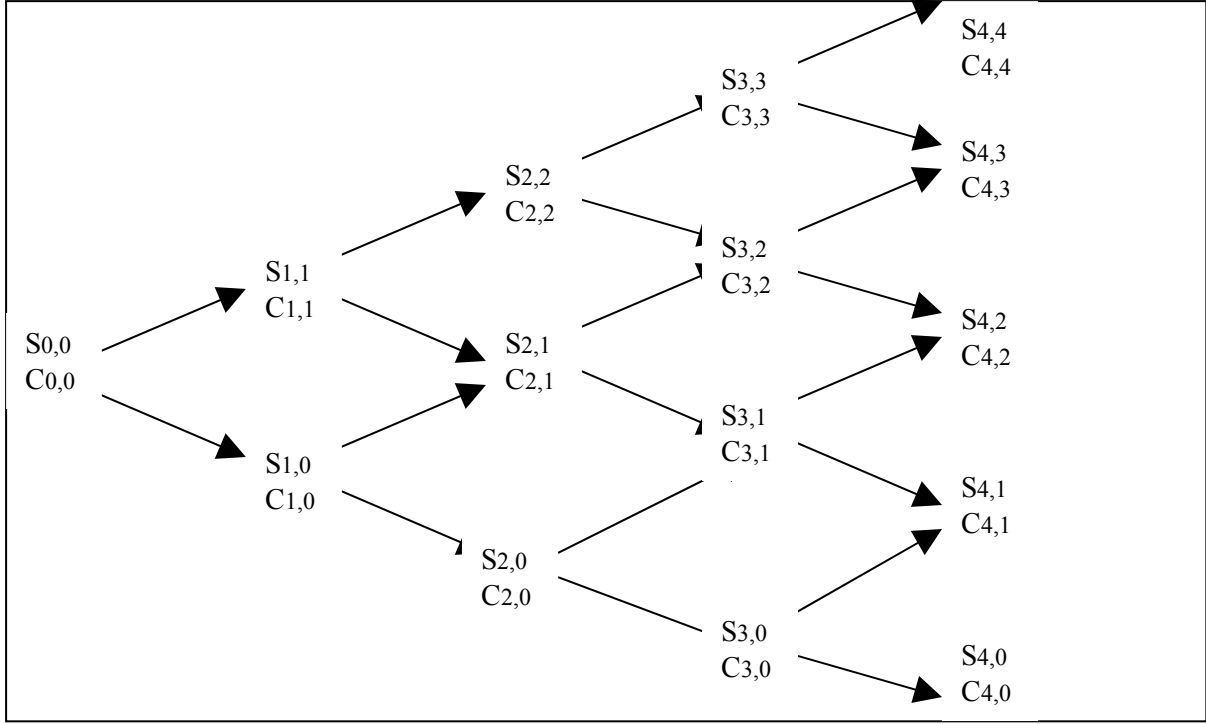 S0,0
C0,0
S1,1
C1,1
S1,0
C1,0
S2,2
C2,2
S2,1
C2,1
S2,0
C2,0
S3,3
C3,3
S3,2
C3,2
S3,1
C3,1
S3,0
C3,0
S4,4
C4,4
S4,3
C4,3
S4,2
C4,2
S4,1
C4,1
S4,0
C4,0